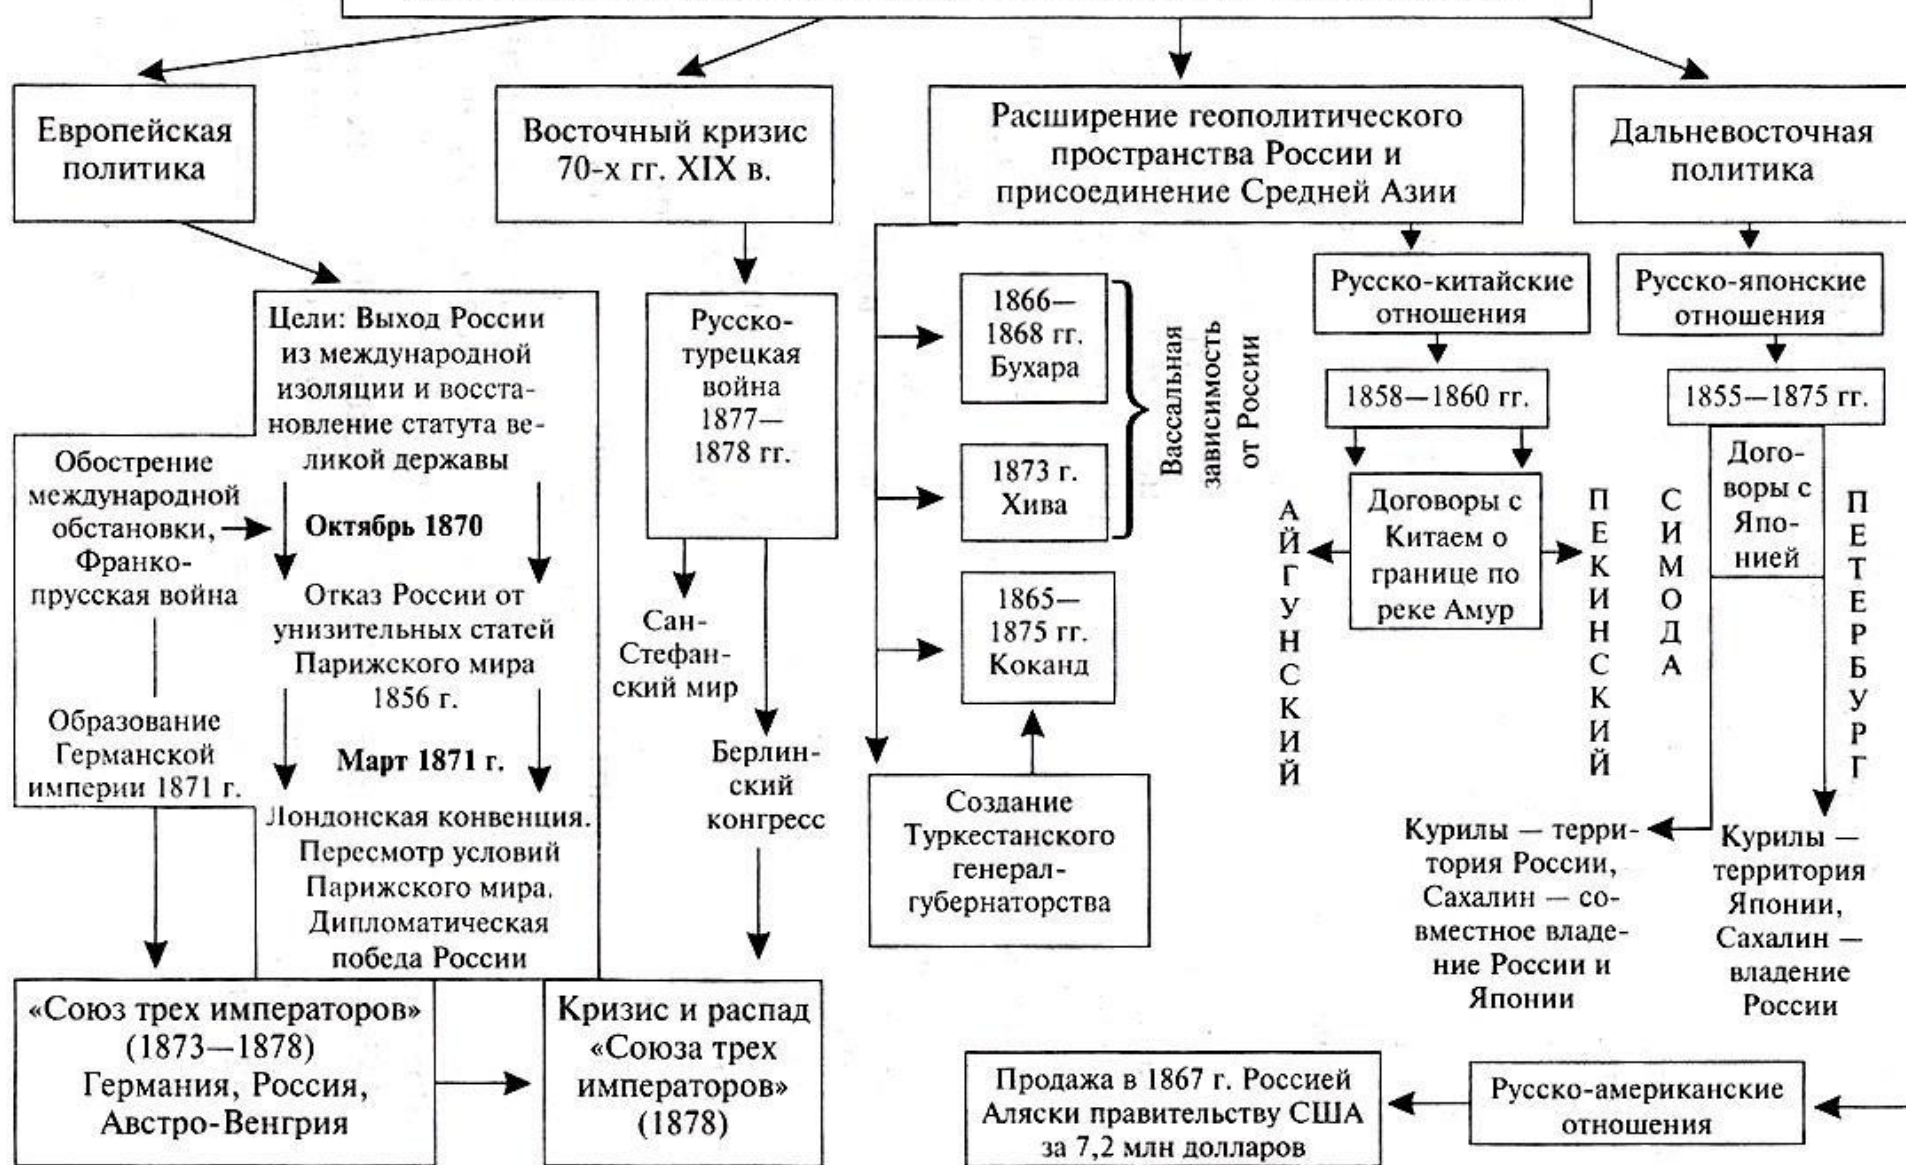 Европейская
политика
Восточный кризис
70-х гг. XIX в.
Расширение геополитического
пространства России и
присоединение Средней Азии
Дальневосточная
политика
Цели: Выход России
из международной
изоляции и восста-
новление статута ве-
ликой державы
Октябрь 1870
Отказ России от
унизительных статей
Парижского мира
1856 г.
Март 1871 г.
Лондонская конвенция.
Пересмотр условий
Парижского мира.
Дипломатическая
победа России
Обострение
международной
обстановки,
Франко-
прусская война
Образование
Германской
империи 1871 г.
«Союз трех императоров»
(1873—1878)
Германия, Россия,
Австро-Венгрия
Русско-
турецкая
война
1877—
1878 гг.
Сан-
Стефан-
ский мир
Берлин-
ский
конгресс
Кризис и распад
«Союза трех
императоров»
(1878)
1866—
1868 гг.
Бухара
1873 г.
Хива
Вассальная
зависимость
от России
1865—
1875 гг.
Коканд
Создание
Туркестанского
генерал-
губернаторства
Русско-китайские
отношения
1858—1860 гг.
Договоры с
Китаем о
границе по
реке Амур
АЙГУНСКИЙ
ПЕКИНСКИЙ
Русско-японские
отношения
1855—1875 гг.
Дого-
воры с
Япо-
нией
СИМОДА
ПЕТЕРБУРГ
Курилы — терри-
тория России,
Сахалин — со-
вместное владе-
ние России и
Японии
Курилы —
территория
Японии,
Сахалин —
владение
России
Русско-американские
отношения
Продажа в 1867 г. Россией
Аляски правительству США
за 7,2 млн долларов